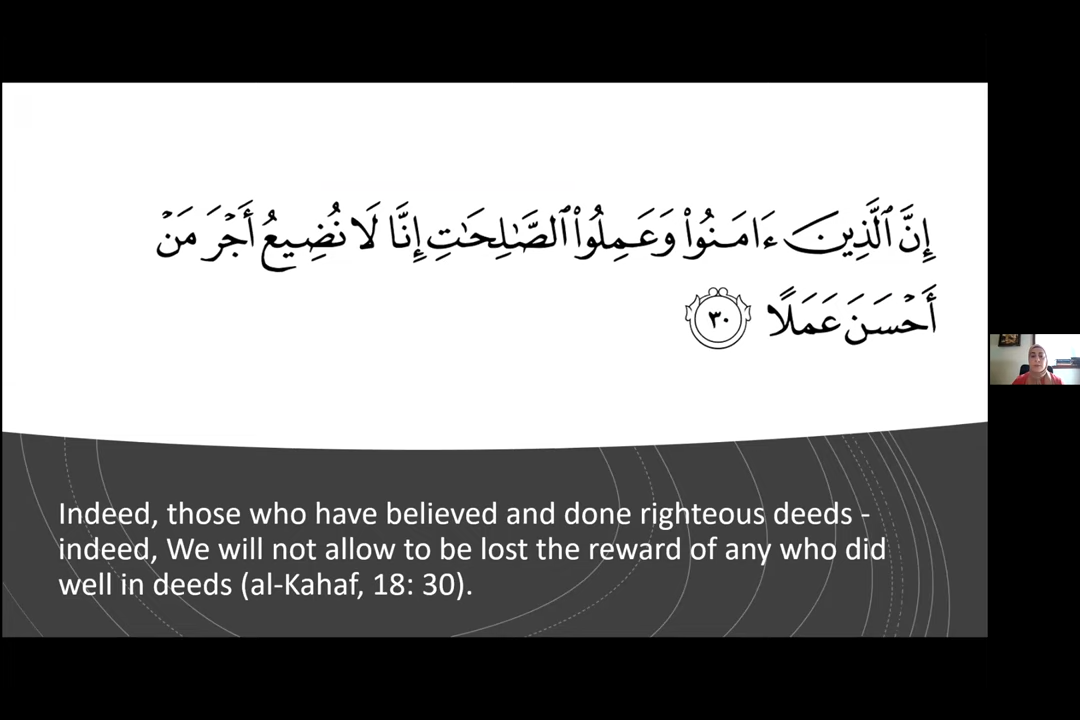 إِنَّ ٱلَّذِينَ ءَامَنُوا۟ وَعَمِلُوا۟ ٱلصَّٰلِحَٰتِ إِنَّا لَا نُضِيعُ أَجْرَ مَنْ
أَحْسَنَ عَمَلًا ٣٠
Indeed, those who have believed and done righteous deeds -
indeed, We will not allow to be lost the reward of any who did
well in deeds (al-Kahaf, 18: 30).